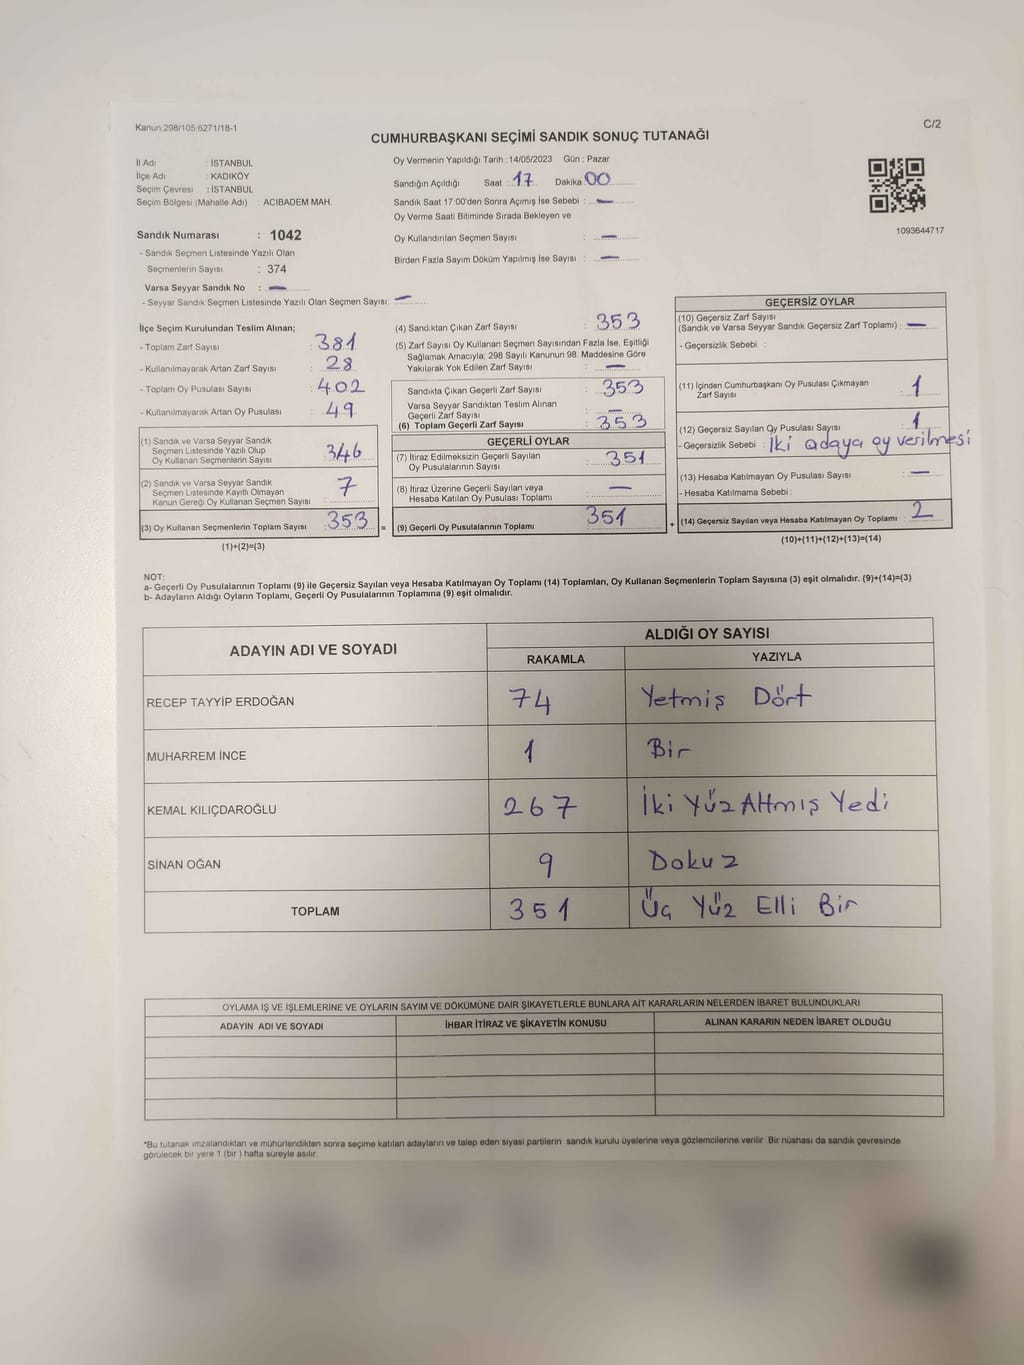 Kanun,298/105,6271/18-1
C/2
CUMHURBAŞKANI SEÇİMİ SANDIK SONUÇ TUTANAĞI
İl Adı : İSTANBUL
İlçe Adı : KADIKÖY
Seçim Çevresi : İSTANBUL
Seçim Bölgesi (Mahalle Adı) : ACIBADEM MAH.
Sandık Numarası : 1042
- Sandık Seçmen Listesinde Yazılı Olan
Seçmenlerin Sayısı : 374
Varsa Seyyar Sandık No : —
- Seyyar Sandık Listesinde Yazılı Olan Seçmen Sayısı: —
Oy Vermenin Yapıldığı Tarih : 14/05/2023 Gün : Pazar
Sandığın Açıldığı Saat : 17 Dakika : 00
Sandık Saat 17:00'den Sonra Açımış İse Sebebi : —
Oy Verme Saati Bitiminde Sırada Bekleyen ve
Oy Kullandırılan Seçmen Sayısı : —
Birden Fazla Sayım Döküm Yapılmış İse Sayısı : —
1093644717
İlçe Seçim Kurulundan Teslim Alınan;
- Toplam Zarf Sayısı : 381
- Kullanılmayarak Artan Zarf Sayısı : 28
- Toplam Oy Pusulası Sayısı : 402
- Kullanılmayarak Artan Oy Pusulası : 49
(1) Sandık ve Varsa Seyyar Sandık
Seçmen Listesinde Yazılı Olup
Oy Kullanan Seçmenlerin Sayısı : 346
(2) Sandık ve Varsa Seyyar Sandık
Seçmen Listesinde Kayıtlı Olmayan
Kanun Gereği Oy Kullanan Seçmen Sayısı : 7
(3) Oy Kullanan Seçmenlerin Toplam Sayısı : 353 =
(1)+(2)=(3)
(4) Sandıktan Çıkan Zarf Sayısı : 353
(5) Zarf Sayısı Oy Kullanan Seçmen Sayısından Fazla İse, Eşitliği
Sağlamak Amacıyla; 298 Sayılı Kanunun 98. Maddesine Göre
Yakılarak Yok Edilen Zarf Sayısı : —
Sandıkta Çıkan Geçerli Zarf Sayısı : 353
Varsa Seyyar Sandıktan Teslim Alınan
Geçerli Zarf Sayısı : —
(6) Toplam Geçerli Zarf Sayısı : 353
GEÇERLİ OYLAR
(7) İtiraz Edilmeksizin Geçerli Sayılan
Oy Pusulalarının Sayısı : 351
(8) İtiraz Üzerine Geçerli Sayılan veya
Hesaba Katılan Oy Pusulası Toplamı : —
(9) Geçerli Oy Pusulalarının Toplamı : 351 +
GEÇERSİZ OYLAR
(10) Geçersiz Zarf Sayısı
(Sandık ve Varsa Seyyar Sandık Geçersiz Zarf Toplamı) : —
- Geçersizlik Sebebi :
(11) İçinden Cumhurbaşkanı Oy Pusulası Çıkmayan
Zarf Sayısı : 1
(12) Geçersiz Sayılan Oy Pusulası Sayısı : 1
- Geçersizlik Sebebi : İki adaya oy verilmesi
(13) Hesaba Katılmayan Oy Pusulası Sayısı : —
- Hesaba Katılmama Sebebi :
(14) Geçersiz Sayılan veya Hesaba Katılmayan Oy Toplamı : 2
(10)+(11)+(12)+(13)=(14)
NOT:
a- Geçerli Oy Pusulalarının Toplamı (9) ile Geçersiz Sayılan veya Hesaba Katılmayan Oy Toplamı (14) Toplamları, Oy Kullanan Seçmenlerin Toplam Sayısına (3) eşit olmalıdır. (9)+(14)=(3)
b- Adayların Aldığı Oyların Toplamı, Geçerli Oy Pusulalarının Toplamına (9) eşit olmalıdır.
ADAYIN ADI VE SOYADI
ALDIĞI OY SAYISI
RAKAMLA YAZIYLA
RECEP TAYYİP ERDOĞAN 74 Yetmiş Dört
MUHARREM İNCE 1 Bir
KEMAL KILIÇDAROĞLU 267 İki Yüz Altmış Yedi
SİNAN OĞAN 9 Dokuz
TOPLAM 351 Üç Yüz Elli Bir
OYLAMA İŞ VE İŞLEMLERİNE VE OYLARIN SAYIM VE DÖKÜMÜNE DAİR ŞİKAYETLERLE BUNLARA AİT KARARLARIN NELERDEN İBARET BULUNDUKLARI
ADAYIN ADI VE SOYADI İHBAR İTİRAZ VE ŞİKAYETİN KONUSU ALINAN KARARIN NEDEN İBARET OLDUĞU
*Bu tutanak imzalandıktan ve mühürlendikten sonra seçime katılan adayların ve talep eden siyasi partilerin sandık kurulu üyelerine veya gözlemcilerine verilir. Bir nüshası da sandık çevresinde
görülecek bir yere 1 (bir ) hafta süreyle asılır.